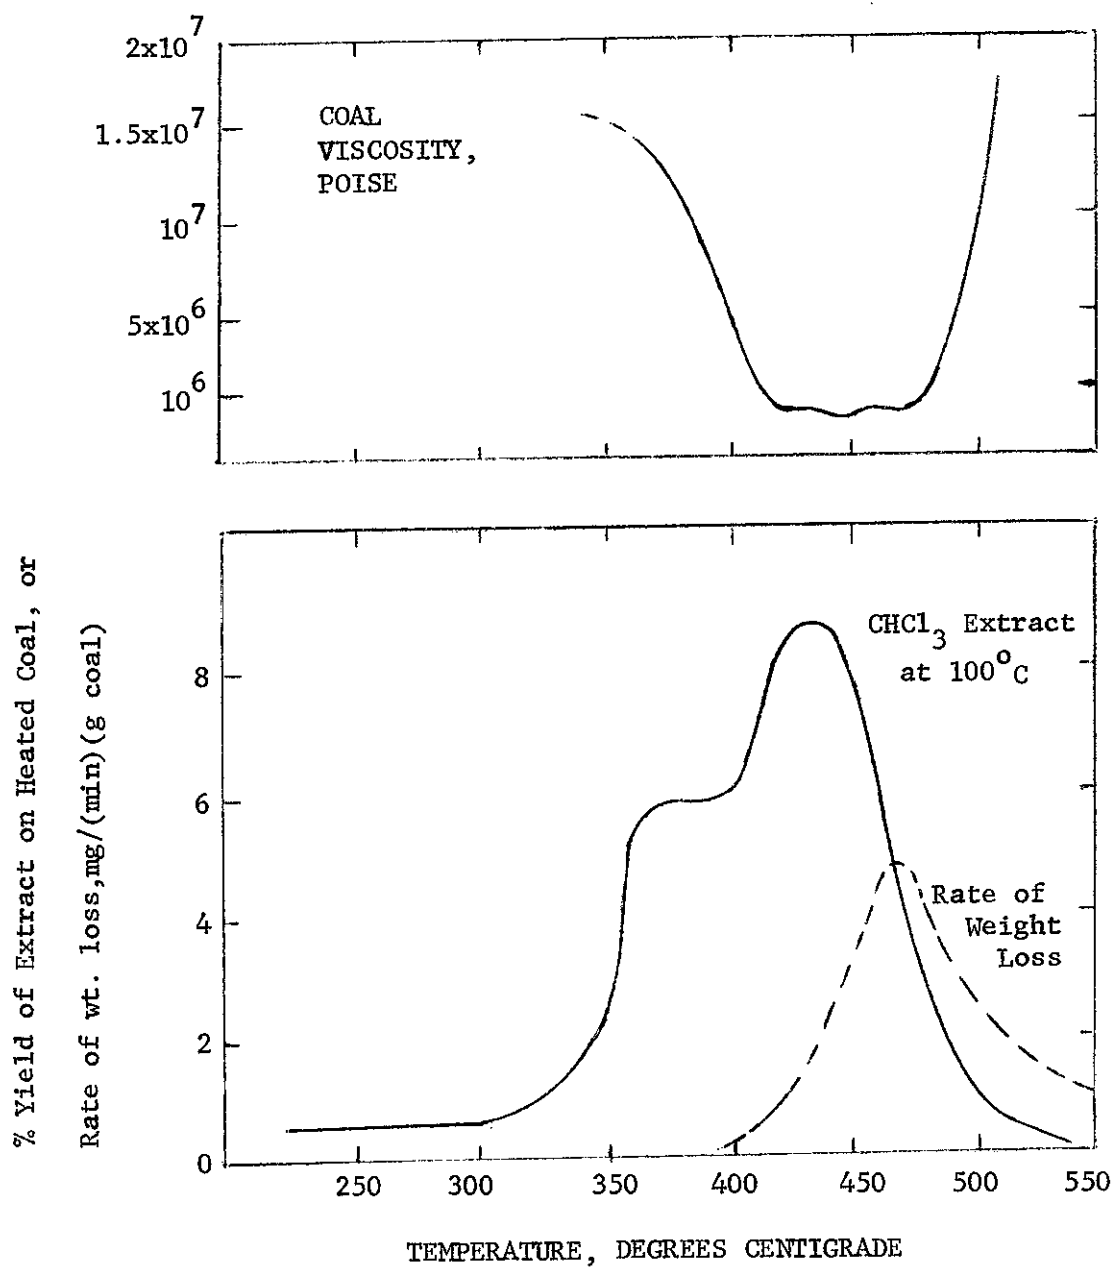 2x10^7
1.5x10^7
10^7
5x10^6
10^6
COAL
VISCOSITY,
POISE
% Yield of Extract on Heated Coal, or
Rate of wt. loss,mg/(min)(g coal)
8
6
4
2
0
CHCl_3 Extract
at 100°C
Rate of
Weight
Loss
250 300 350 400 450 500 550
TEMPERATURE, DEGREES CENTIGRADE